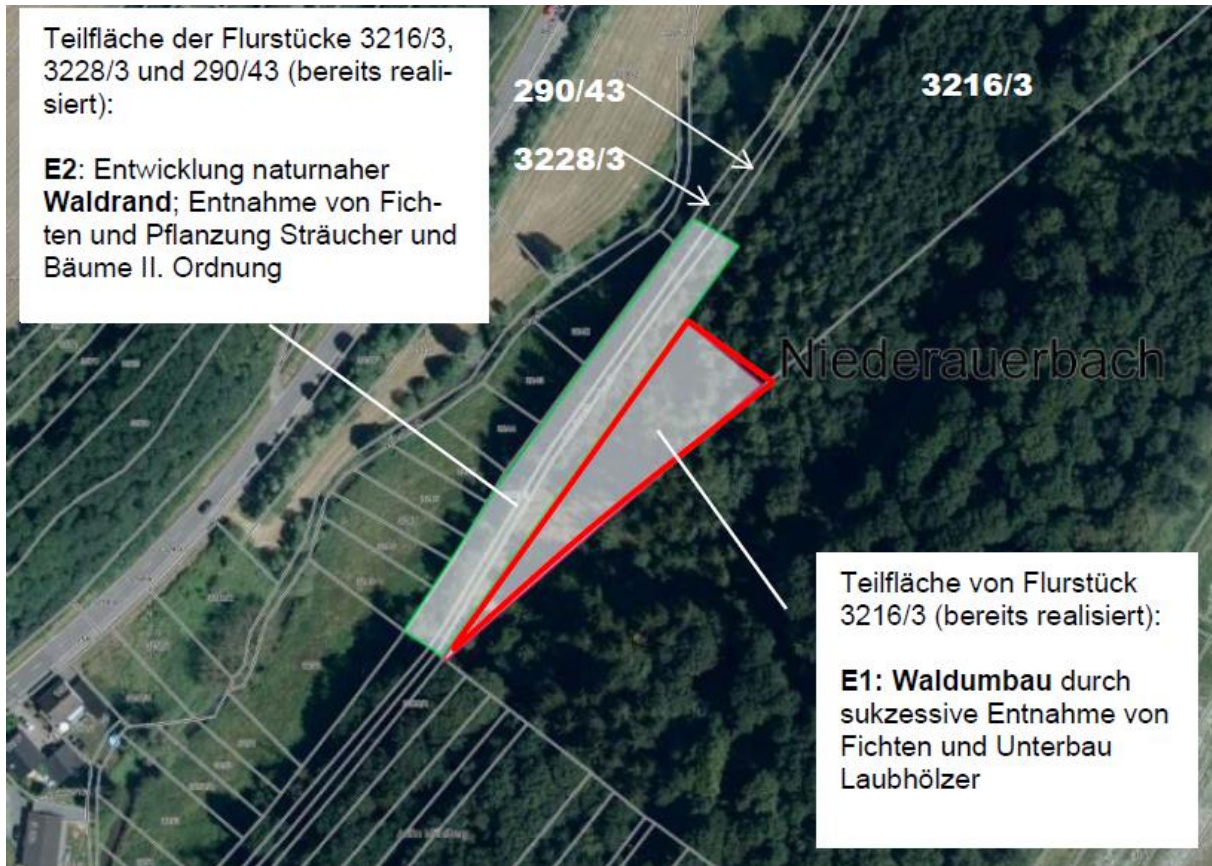 Teilfläche der Flurstücke 3216/3,
3228/3 und 290/43 (bereits reali-
siert):
E2: Entwicklung naturnaher
Waldrand; Entnahme von Fich-
ten und Pflanzung Sträucher und
Bäume II. Ordnung
290/43
3228/3
3216/3
Niederauerbach
Teilfläche von Flurstück
3216/3 (bereits realisiert):
E1: Waldumbau durch
sukzessive Entnahme von
Fichten und Unterbau
Laubhölzer